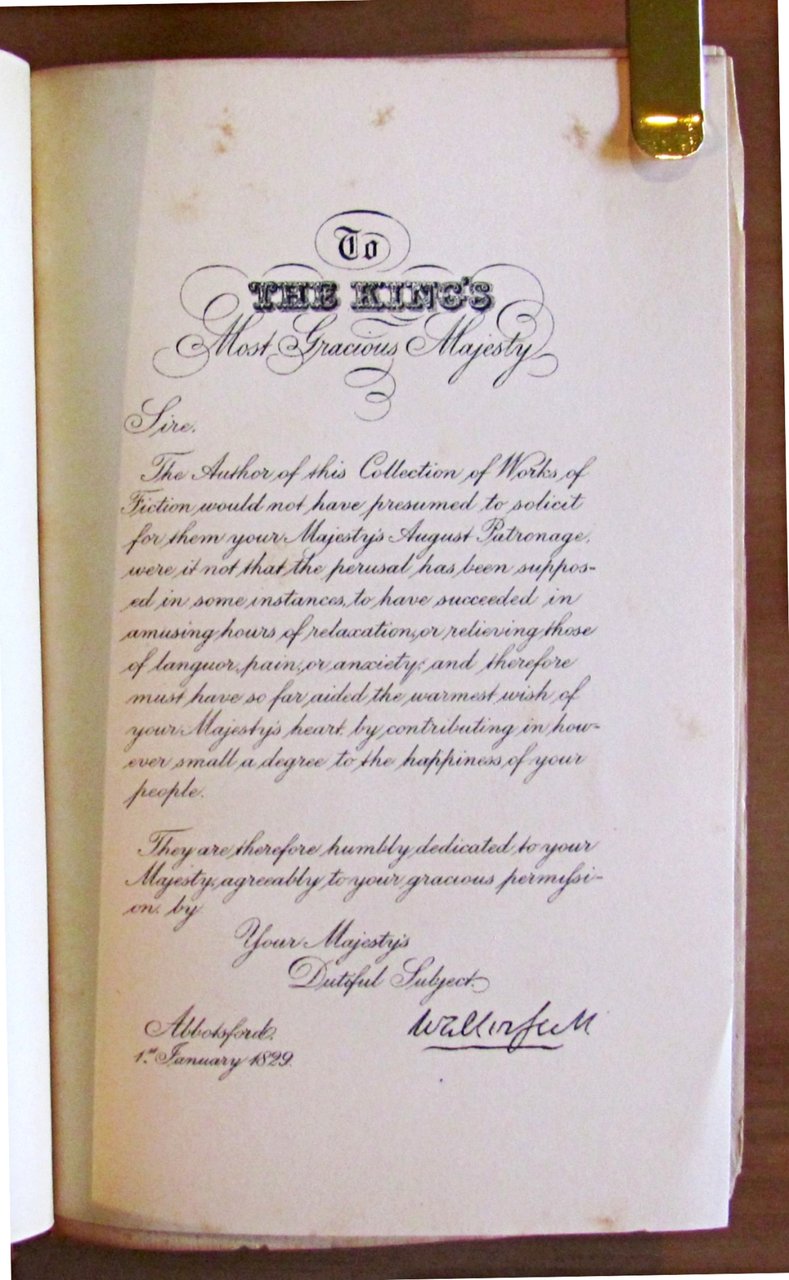 To
THE KING'S
Most Gracious Majesty
Sire.
The Author of this Collection of Works of
Fiction would not have presumed to solicit
for them your Majesty's August Patronage,
were it not that the perusal has been suppos-
ed in some instances, to have succeeded in
amusing hours of relaxation, or relieving those
of languor, pain, or anxiety; and therefore
must have so far aided the warmest wish of
your Majesty's heart, by contributing in how-
ever small a degree to the happiness of your
people.
They are therefore humbly dedicated to your
Majesty, agreeably to your gracious permiſsi-
on, by
Your Majesty's
Dutiful Subject.
Abbotsford.
1st January 1829.
Walter Scott